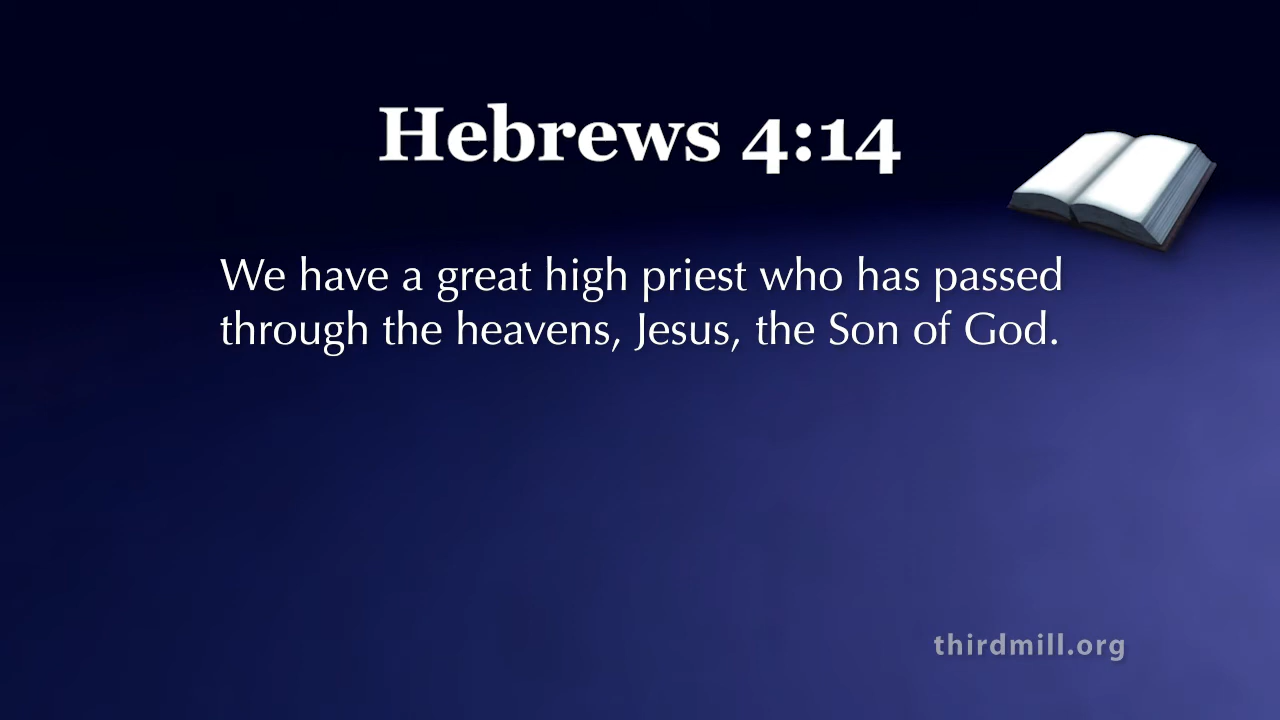 Hebrews 4:14
We have a great high priest who has passed
through the heavens, Jesus, the Son of God.
thirdmill.org